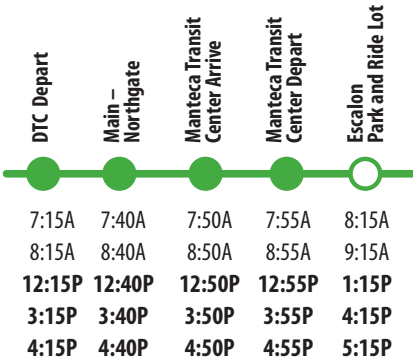 DTC Depart
Main –
Northgate
Manteca Transit
Center Arrive
Manteca Transit
Center Depart
Escalon
Park and Ride Lot
7:15A 7:40A 7:50A 7:55A 8:15A
8:15A 8:40A 8:50A 8:55A 9:15A
12:15P 12:40P 12:50P 12:55P 1:15P
3:15P 3:40P 3:50P 3:55P 4:15P
4:15P 4:40P 4:50P 4:55P 5:15P